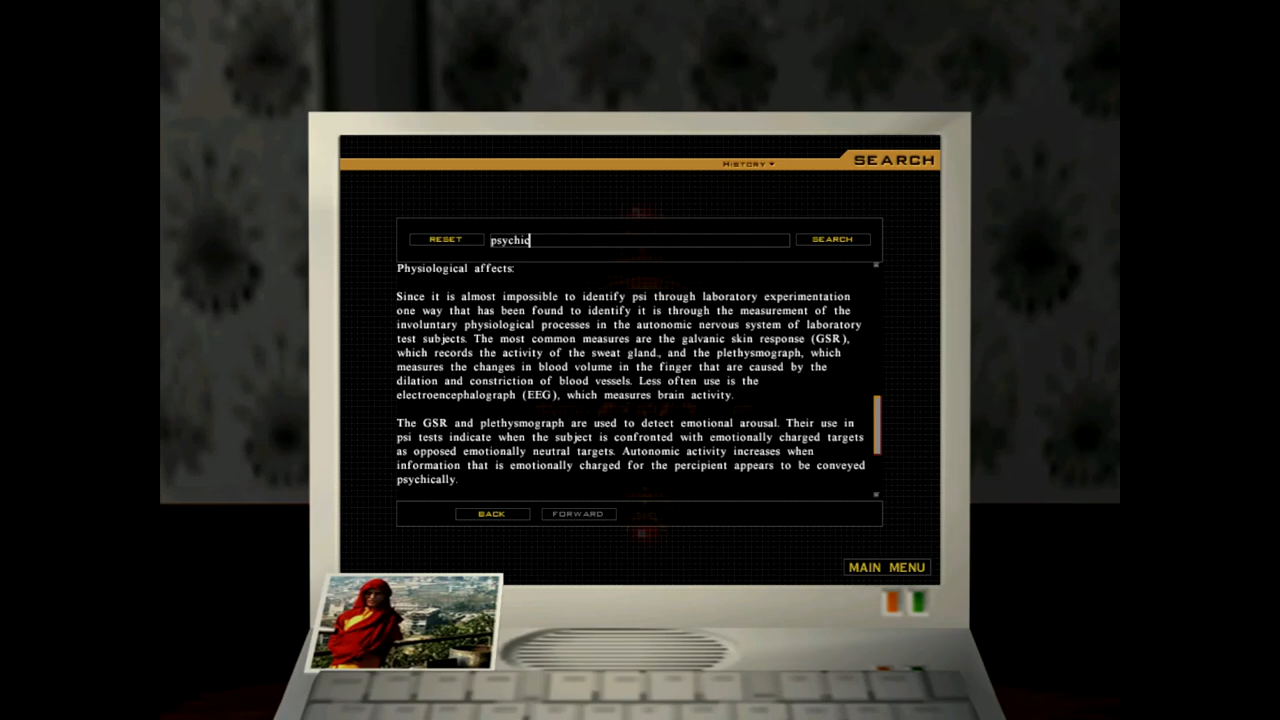 HISTORY
SEARCH
RESET psychic SEARCH
Physiological affects:
Since it is almost impossible to identify psi through laboratory experimentation
one way that has been found to identify it is through the measurement of the
involuntary physiological processes in the autonomic nervous system of laboratory
test subjects. The most common measures are the galvanic skin response (GSR),
which records the activity of the sweat gland., and the plethysmograph, which
measures the changes in blood volume in the finger that are caused by the
dilation and constriction of blood vessels. Less often use is the
electroencephalograph (EEG), which measures brain activity.
The GSR and plethysmograph are used to detect emotional arousal. Their use in
psi tests indicate when the subject is confronted with emotionally charged targets
as opposed emotionally neutral targets. Autonomic activity increases when
information that is emotionally charged for the percipient appears to be conveyed
psychically.
BACK FORWARD
MAIN MENU